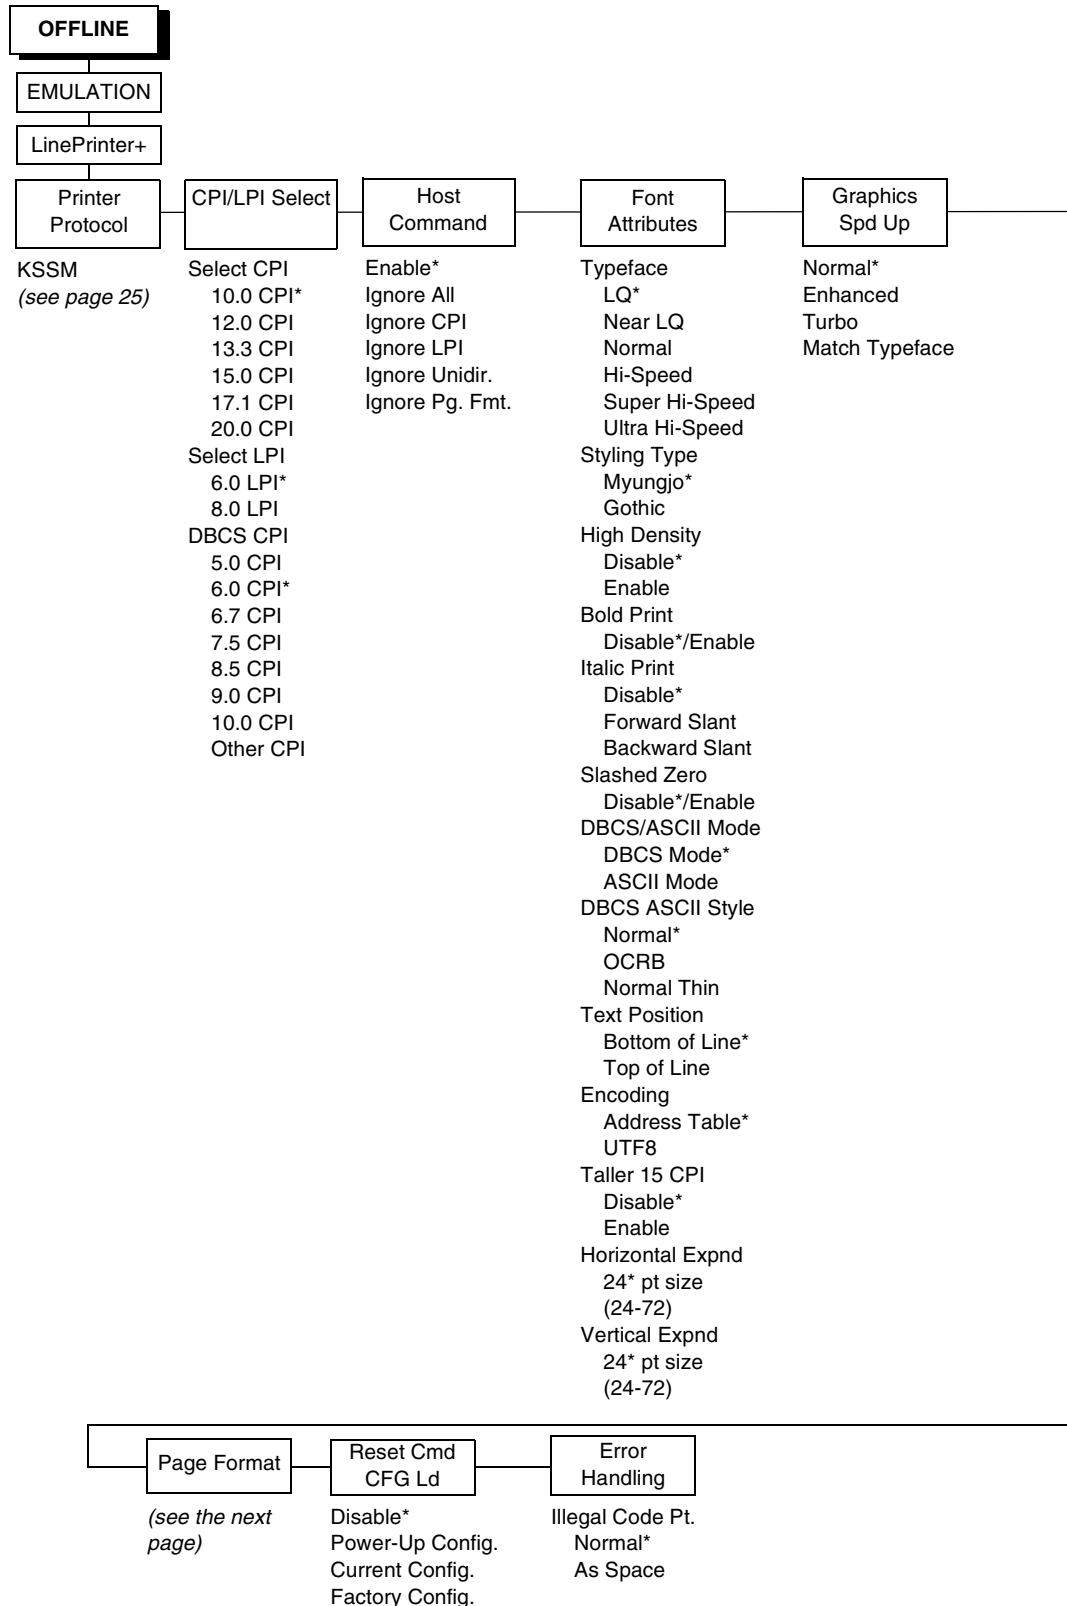 OFFLINE
EMULATION
LinePrinter+
Printer
Protocol
KSSM
(see page 25)
CPI/LPI Select
Select CPI
10.0 CPI*
12.0 CPI
13.3 CPI
15.0 CPI
17.1 CPI
20.0 CPI
Select LPI
6.0 LPI*
8.0 LPI
DBCS CPI
5.0 CPI
6.0 CPI*
6.7 CPI
7.5 CPI
8.5 CPI
9.0 CPI
10.0 CPI
Other CPI
Host
Command
Enable*
Ignore All
Ignore CPI
Ignore LPI
Ignore Unidir.
Ignore Pg. Fmt.
Font
Attributes
Typeface
LQ*
Near LQ
Normal
Hi-Speed
Super Hi-Speed
Ultra Hi-Speed
Styling Type
Myungjo*
Gothic
High Density
Disable*
Enable
Bold Print
Disable*/Enable
Italic Print
Disable*
Forward Slant
Backward Slant
Slashed Zero
Disable*/Enable
DBCS/ASCII Mode
DBCS Mode*
ASCII Mode
DBCS ASCII Style
Normal*
OCRB
Normal Thin
Text Position
Bottom of Line*
Top of Line
Encoding
Address Table*
UTF8
Taller 15 CPI
Disable*
Enable
Horizontal Expnd
24* pt size
(24-72)
Vertical Expnd
24* pt size
(24-72)
Graphics
Spd Up
Normal*
Enhanced
Turbo
Match Typeface
Page Format
(see the next
page)
Reset Cmd
CFG Ld
Disable*
Power-Up Config.
Current Config.
Factory Config.
Error
Handling
Illegal Code Pt.
Normal*
As Space